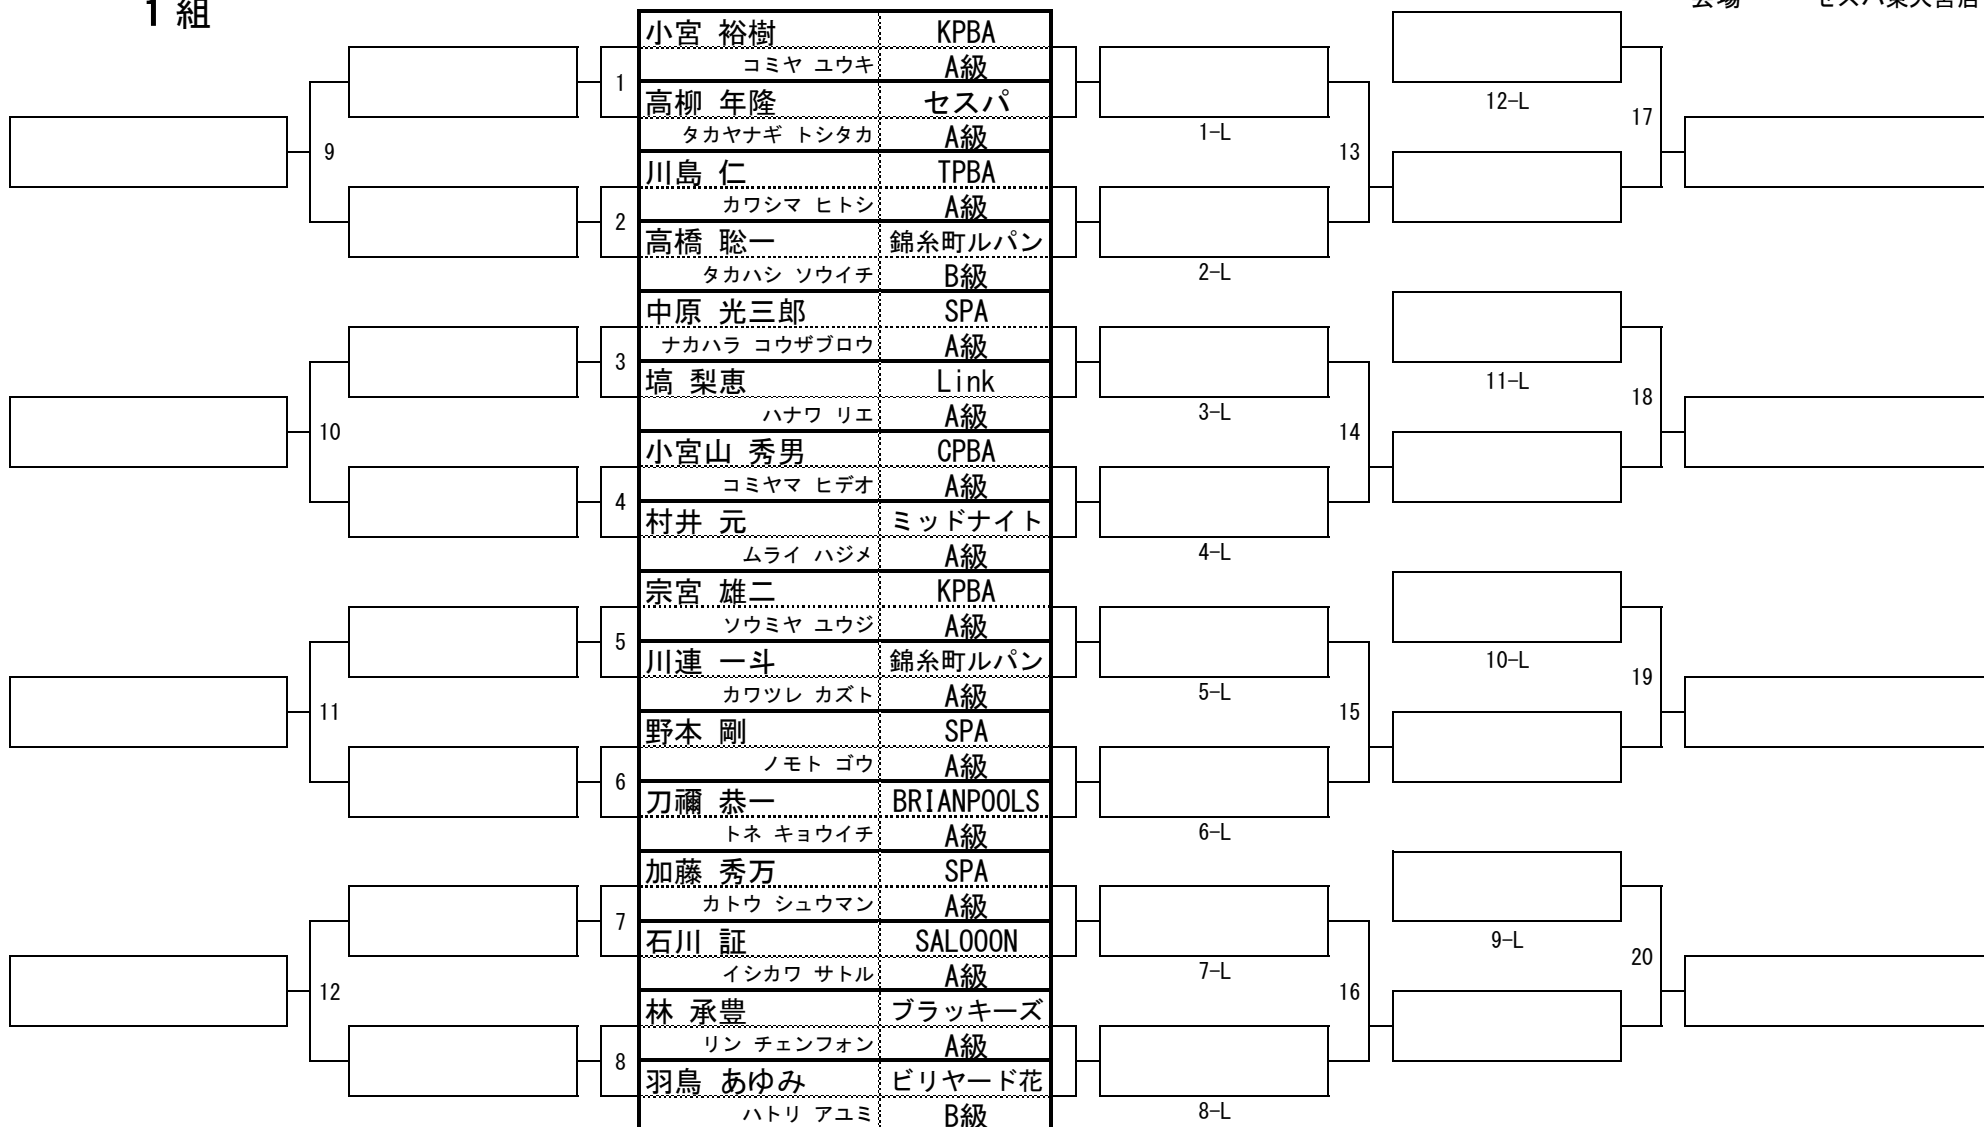 1 組
会場 セスパ東大宮店
小宮 裕樹 KPBA
コミヤ ユウキ A級
高柳 年隆 セスパ
タカヤナギ トシタカ A級
川島 仁 TPBA
カワシマ ヒトシ A級
高橋 聡一 錦糸町ルパン
タカハシ ソウイチ B級
中原 光三郎 SPA
ナカハラ コウザブロウ A級
塙 梨恵 Link
ハナワ リエ A級
小宮山 秀男 CPBA
コミヤマ ヒデオ A級
村井 元 ミッドナイト
ムライ ハジメ A級
宗宮 雄二 KPBA
ソウミヤ ユウジ A級
川連 一斗 錦糸町ルパン
カワツレ カズト A級
野本 剛 SPA
ノモト ゴウ A級
刀禰 恭一 BRIANPOOLS
トネ キョウイチ A級
加藤 秀万 SPA
カトウ シュウマン A級
石川 証 SALOOON
イシカワ サトル A級
林 承豊 ブラッキーズ
リン チェンフォン A級
羽鳥 あゆみ ビリヤード花
ハトリ アユミ B級
1
2
3
4
5
6
7
8
9
10
11
12
1-L
2-L
3-L
4-L
5-L
6-L
7-L
8-L
13
14
15
16
12-L
11-L
10-L
9-L
17
18
19
20